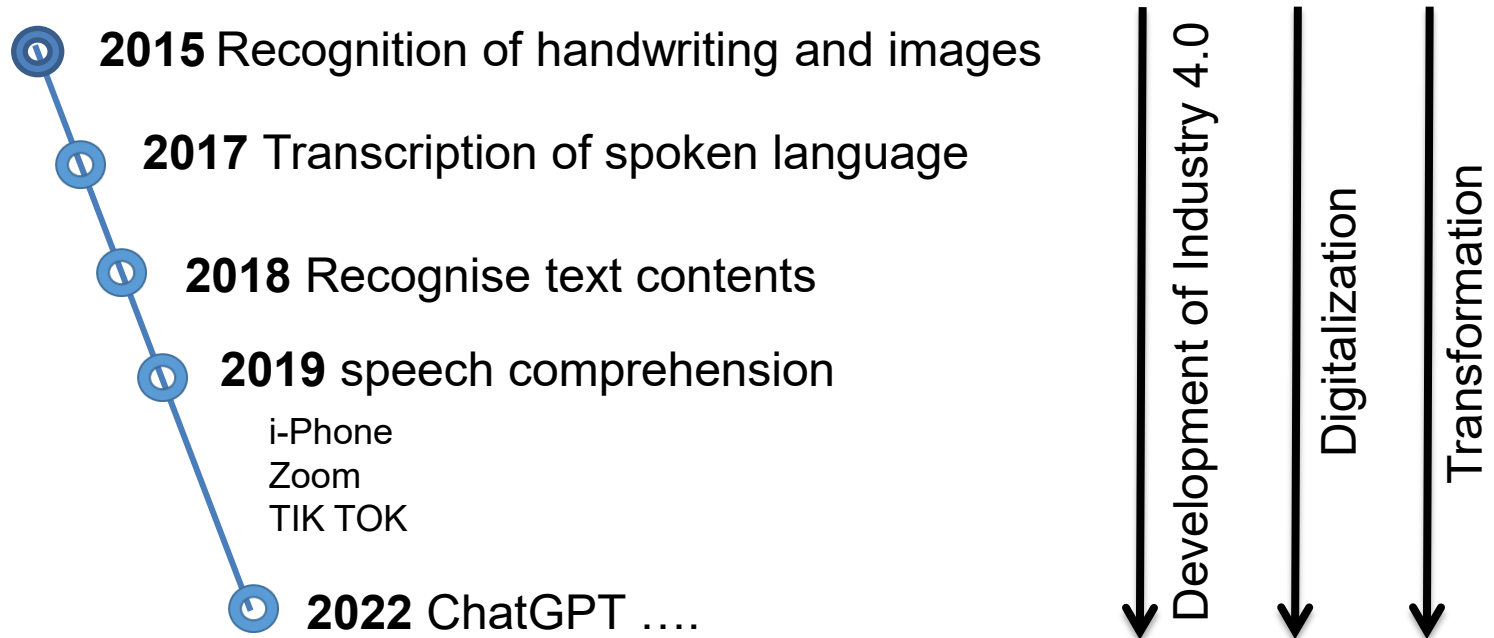 2015 Recognition of handwriting and images
2017 Transcription of spoken language
2018 Recognise text contents
2019 speech comprehension
i-Phone
Zoom
TIK TOK
2022 ChatGPT ….
Development of Industry 4.0
Digitalization
Transformation